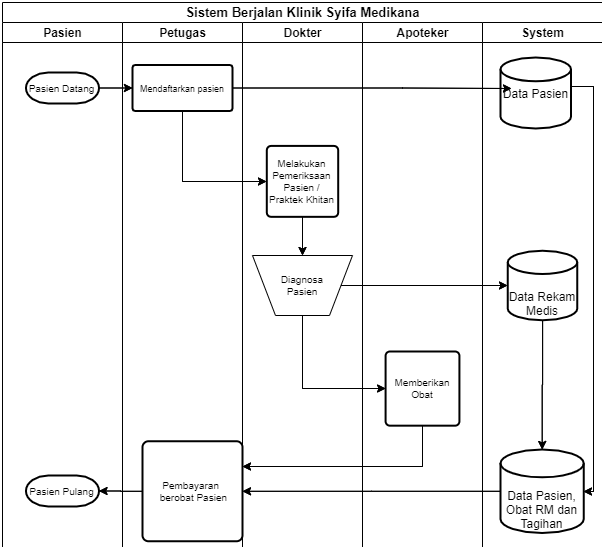 Sistem Berjalan Klinik Syifa Medikana
Pasien
Petugas
Dokter
Apoteker
System
Pasien Datang
Mendaftarkan pasien
Data Pasien
Melakukan
Pemeriksaan
Pasien /
Praktek Khitan
Diagnosa
Pasien
Data Rekam
Medis
Memberikan
Obat
Pasien Pulang
Pembayaran
berobat Pasien
Data Pasien,
Obat RM dan
Tagihan